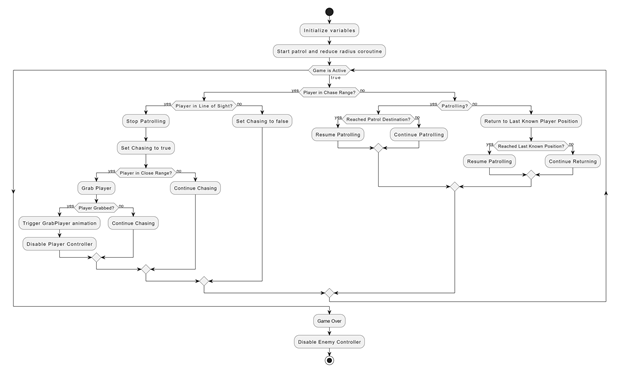 Initialize variables
Start patrol and reduce radius coroutine
Game is Active
true
yes
Player in Chase Range?
no
yes
Player in Line of Sight?
no
yes
Patrolling?
no
Stop Patrolling
Set Chasing to false
yes
Reached Patrol Destination?
no
Return to Last Known Player Position
Resume Patrolling
Continue Patrolling
Set Chasing to true
yes
Reached Last Known Position?
no
Resume Patrolling
Continue Returning
yes
Player in Close Range?
no
Grab Player
Continue Chasing
yes
Player Grabbed?
no
Trigger GrabPlayer animation
Continue Chasing
Disable Player Controller
Game Over
Disable Enemy Controller